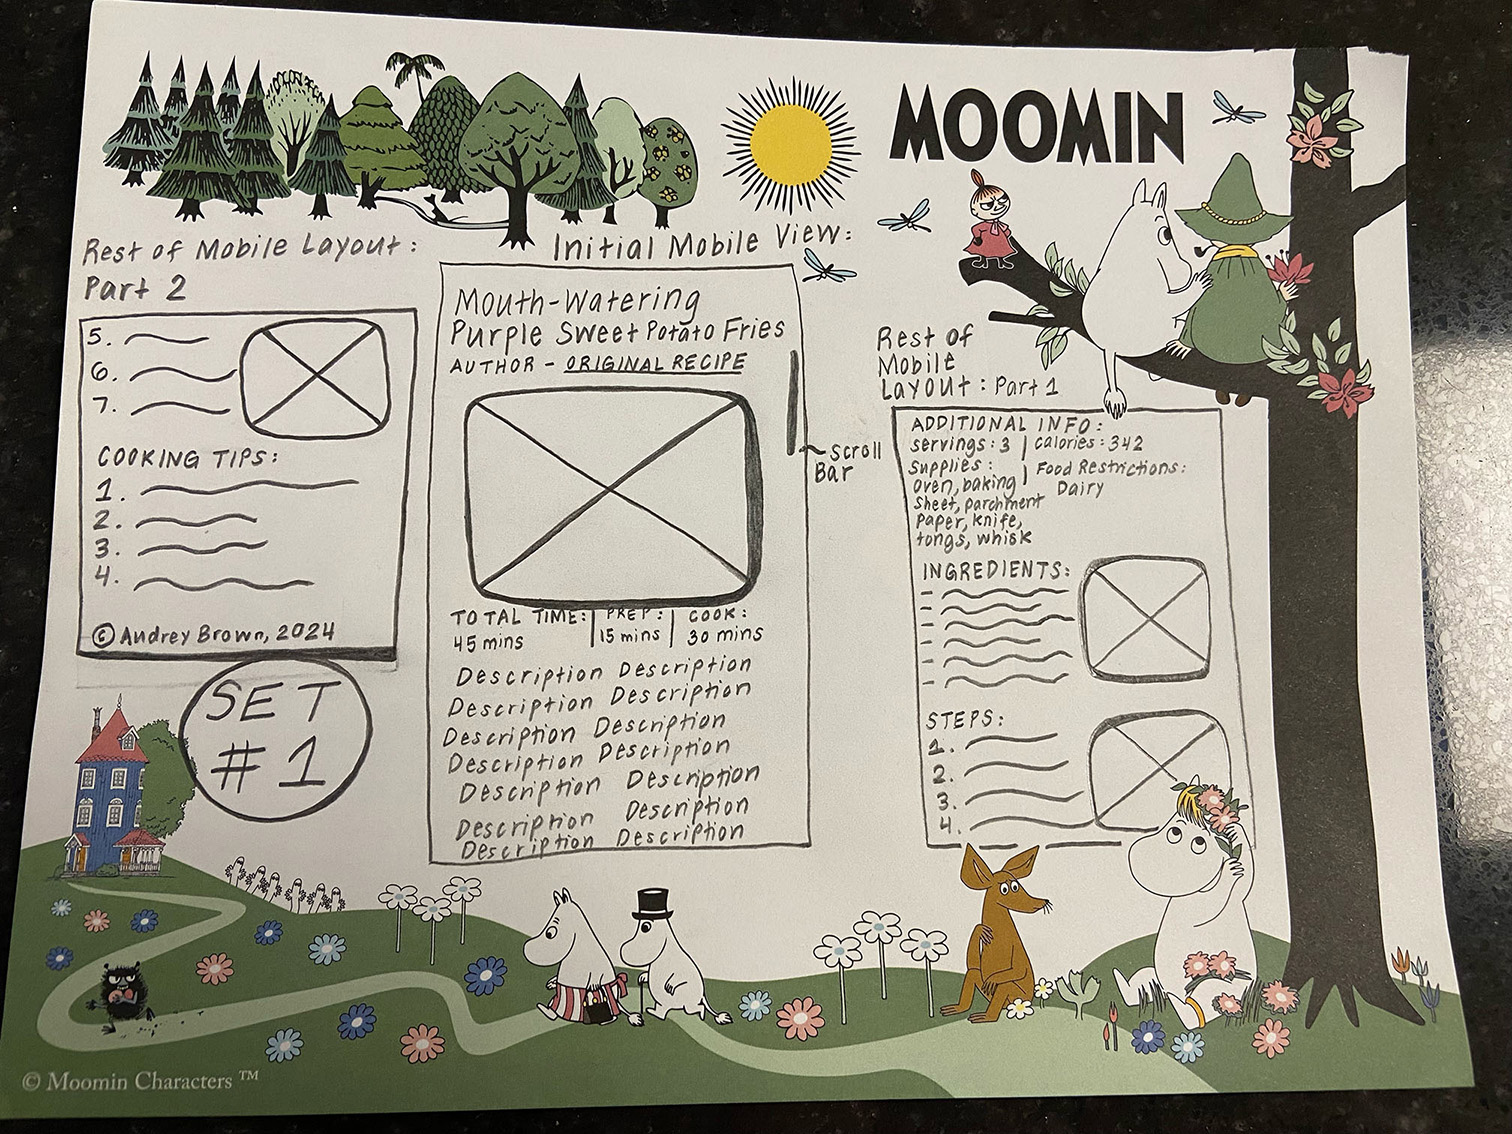 MOOMIN
Rest of Mobile Layout:
Part 2
5.
6.
7.
COOKING TIPS:
1.
2.
3.
4.
© Audrey Brown, 2024
SET
#1
Initial Mobile View:
Mouth-Watering
Purple Sweet Potato Fries
AUTHOR - ORIGINAL RECIPE
Scroll
Bar
TOTAL TIME: | PREP: | COOK:
45 mins | 15 mins | 30 mins
Description Description
Description Description
Description Description
Description Description
Description Description
Description Description
Description Description
Rest of
Mobile
Layout: Part 1
ADDITIONAL INFO:
servings: 3 | calories: 342
supplies: | Food Restrictions:
oven, baking Dairy
sheet, parchment
paper, knife,
tongs, whisk
INGREDIENTS:
STEPS:
1.
2.
3.
4.
© Moomin Characters ™